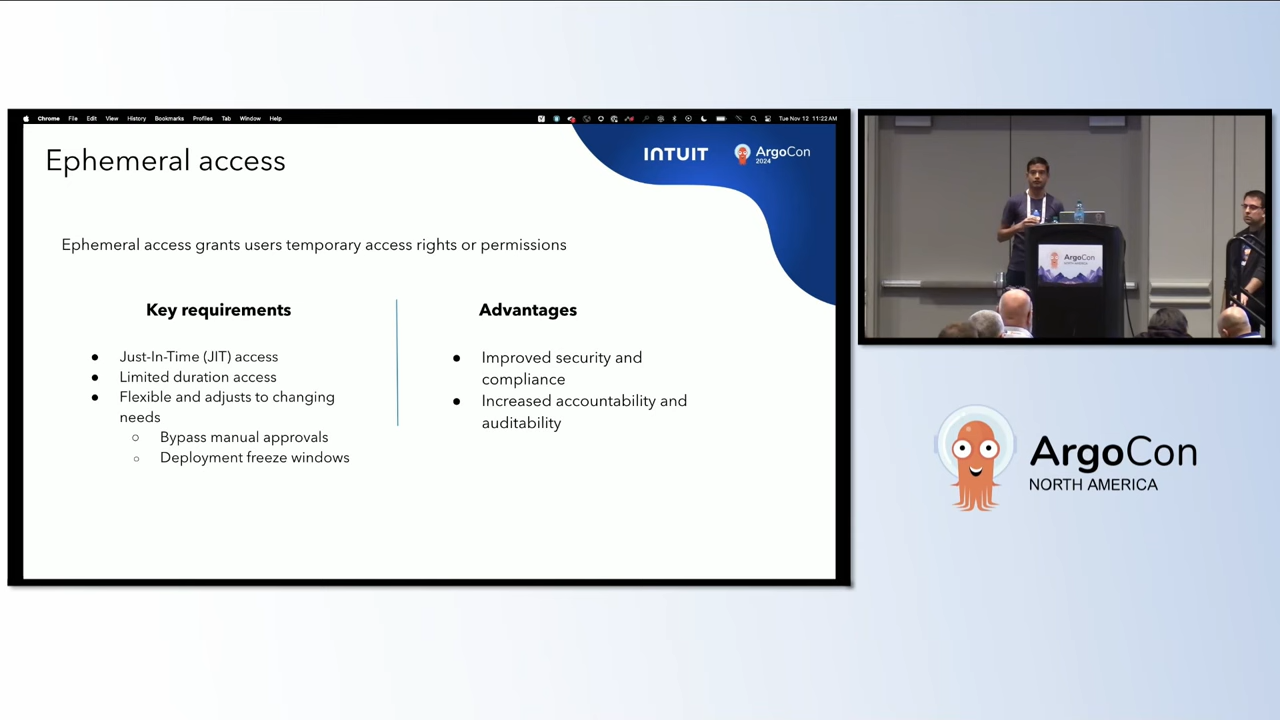 Chrome File Edit View History Bookmarks Profiles Tab Window Help
Tue Nov 12 11:22 AM
Ephemeral access
INTUIT
ArgoCon
2024
Ephemeral access grants users temporary access rights or permissions
Key requirements
● Just-In-Time (JIT) access
● Limited duration access
● Flexible and adjusts to changing
needs
○ Bypass manual approvals
○ Deployment freeze windows
Advantages
● Improved security and
compliance
● Increased accountability and
auditability
ArgoCon
NORTH AMERICA
ArgoCon
NORTH AMERICA